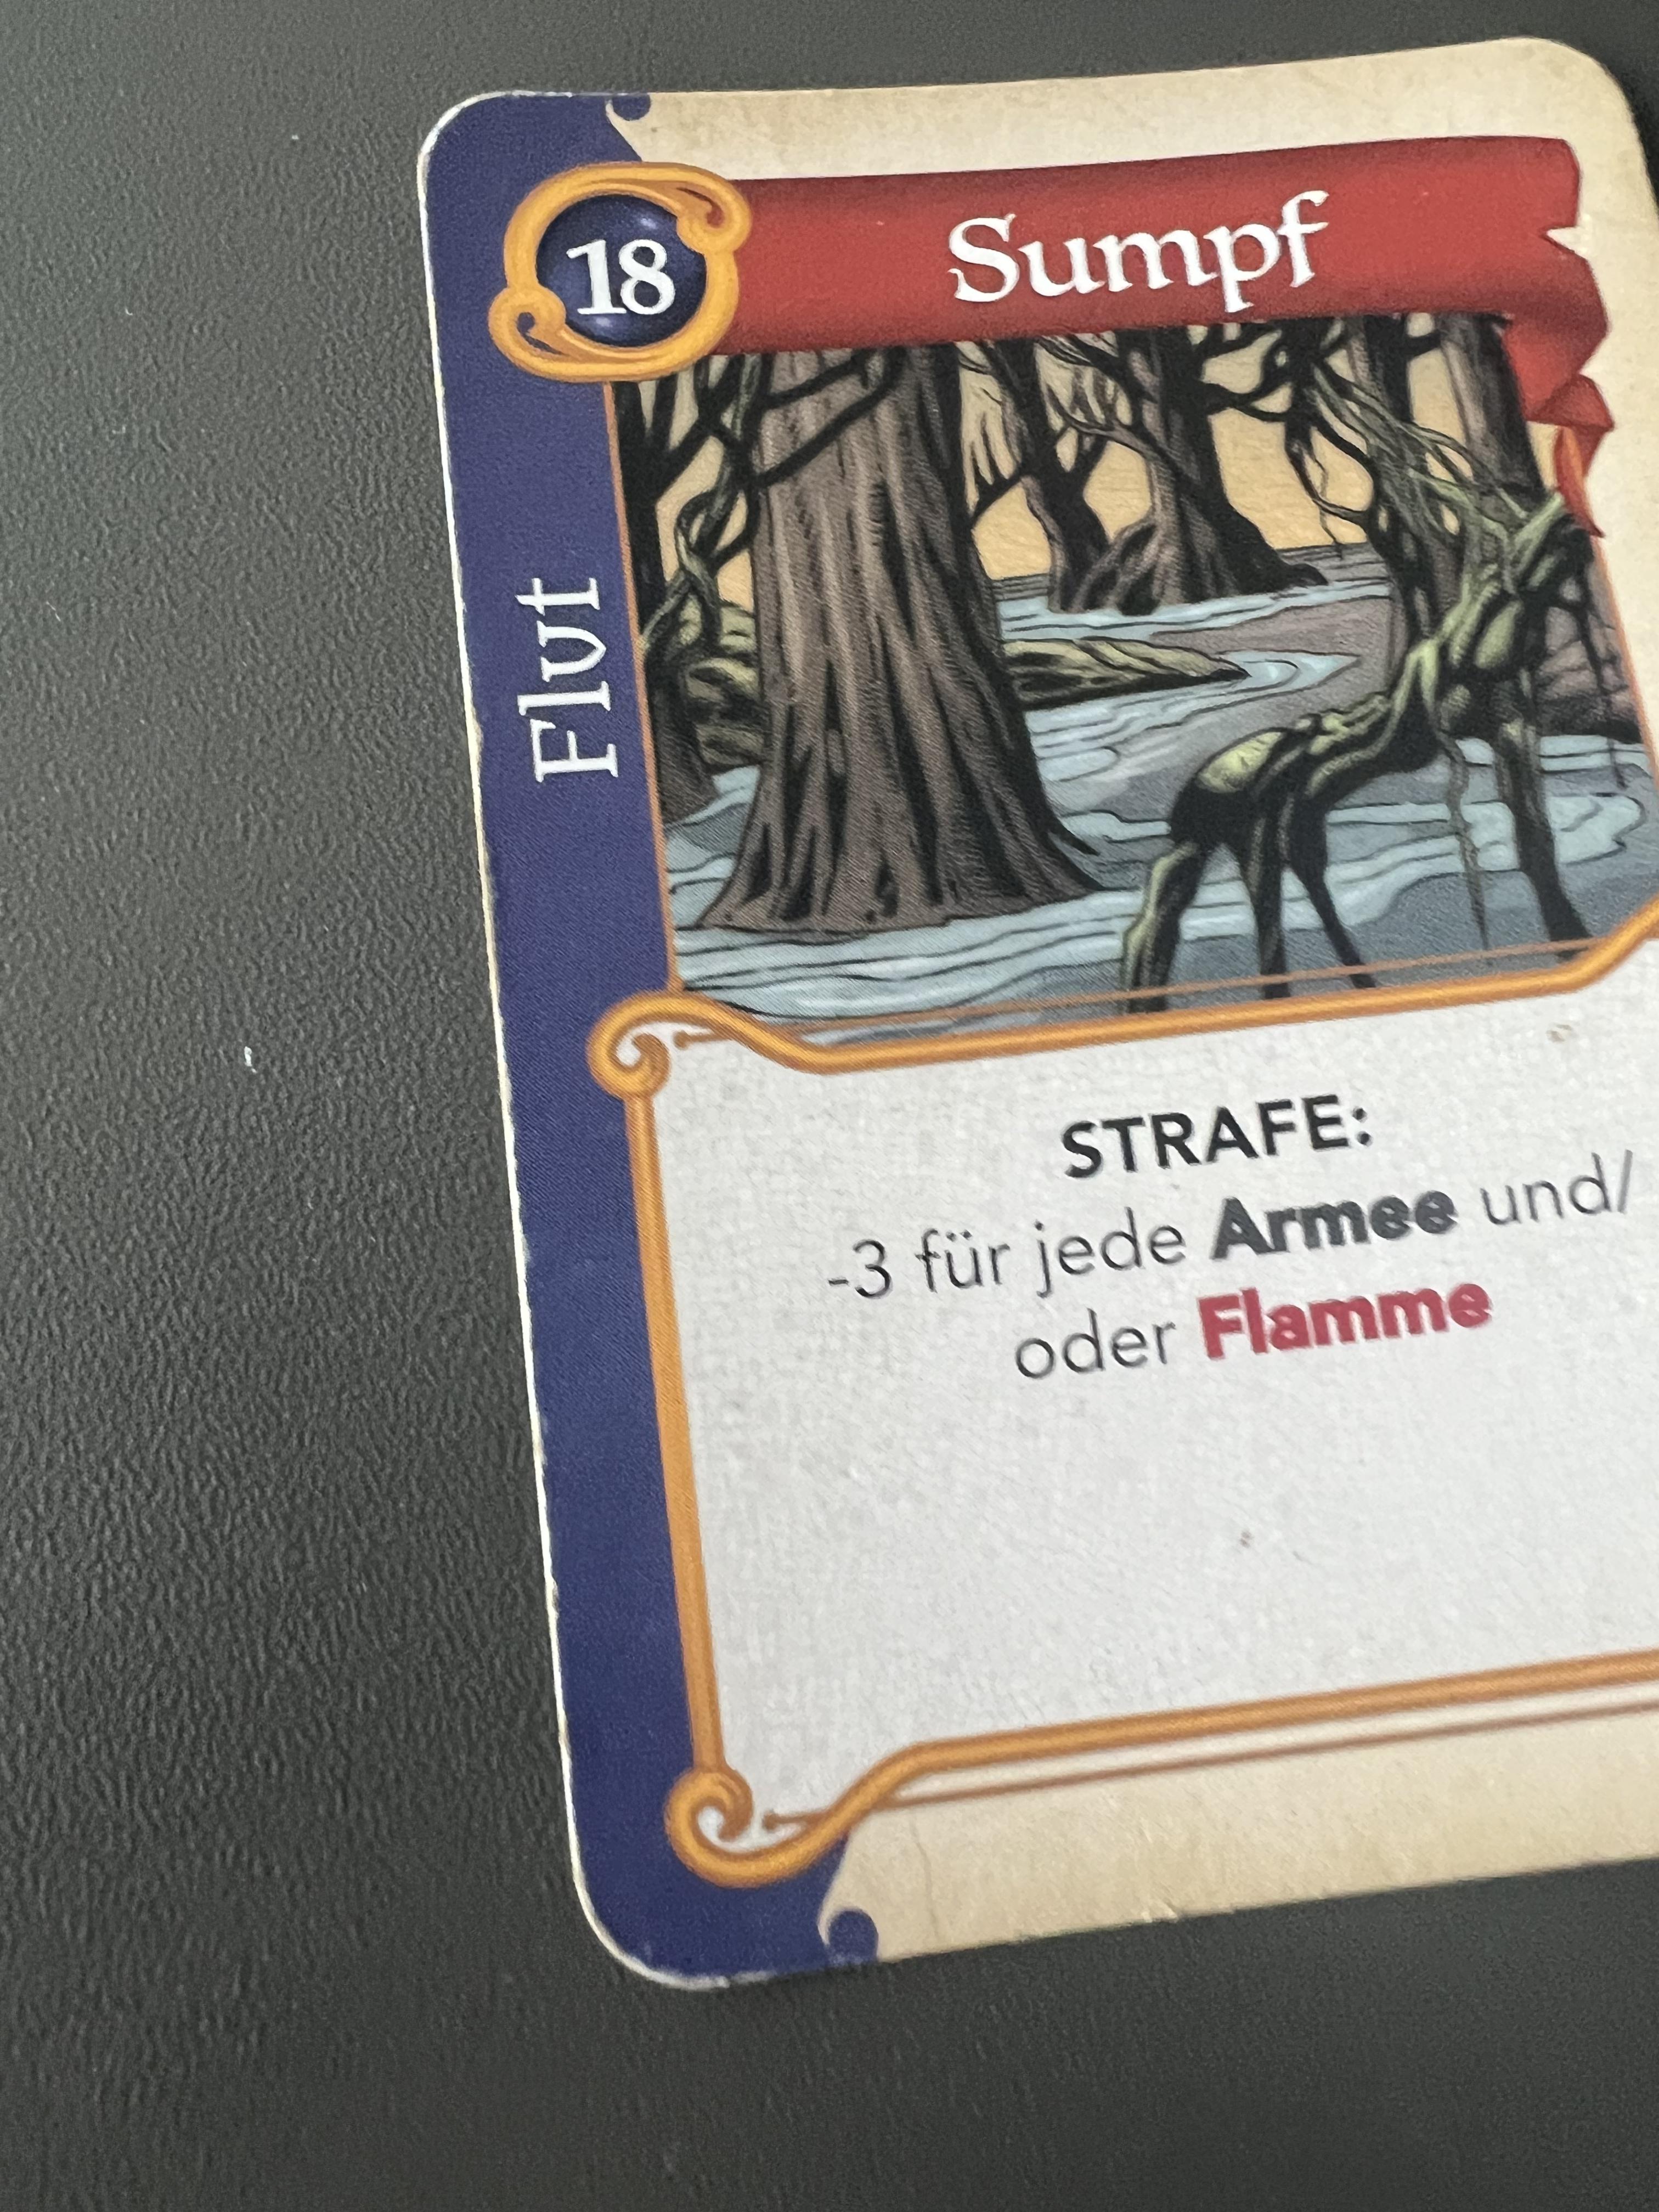 18
Sumpf
Flut
STRAFE:
-3 für jede Armee und/
oder Flamme